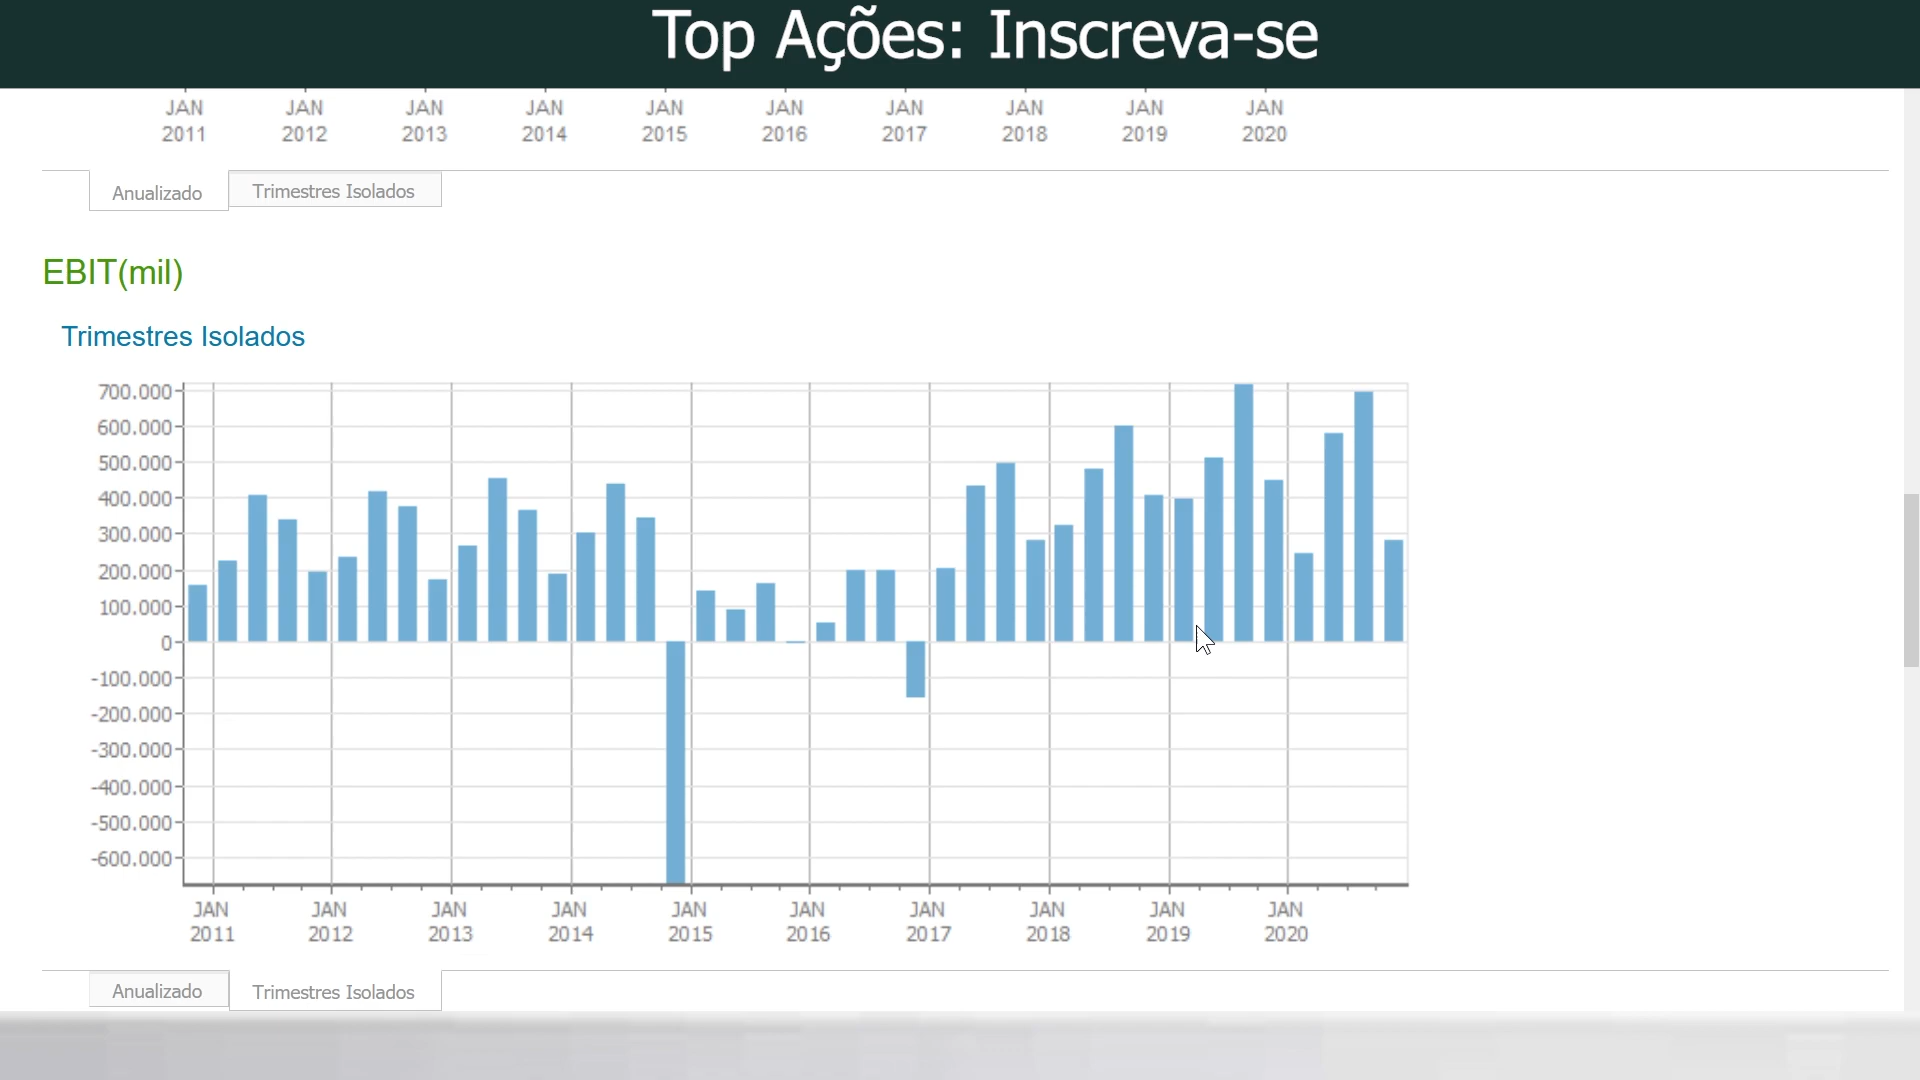 Top Ações: Inscreva-se
JAN JAN JAN JAN JAN JAN JAN JAN JAN JAN
2011 2012 2013 2014 2015 2016 2017 2018 2019 2020
Anualizado Trimestres Isolados
EBIT(mil)
Trimestres Isolados
700.000
600.000
500.000
400.000
300.000
200.000
100.000
0
-100.000
-200.000
-300.000
-400.000
-500.000
-600.000
JAN JAN JAN JAN JAN JAN JAN JAN JAN JAN
2011 2012 2013 2014 2015 2016 2017 2018 2019 2020
Anualizado Trimestres Isolados